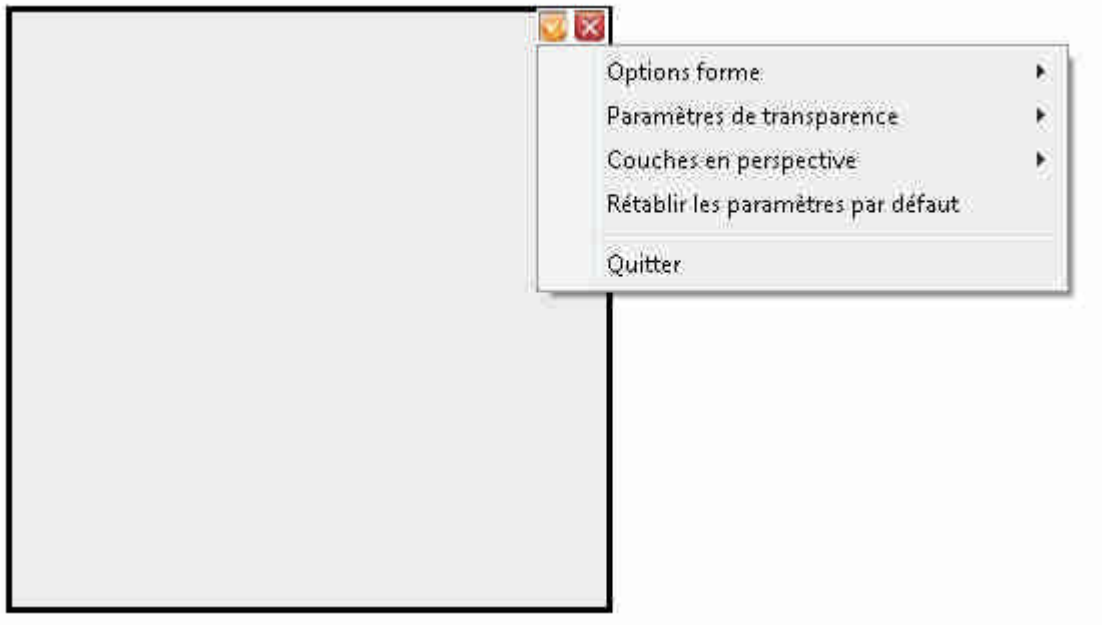 Options forme
Paramètres de transparence
Couches en perspective
Rétablir les paramètres par défaut
Quitter